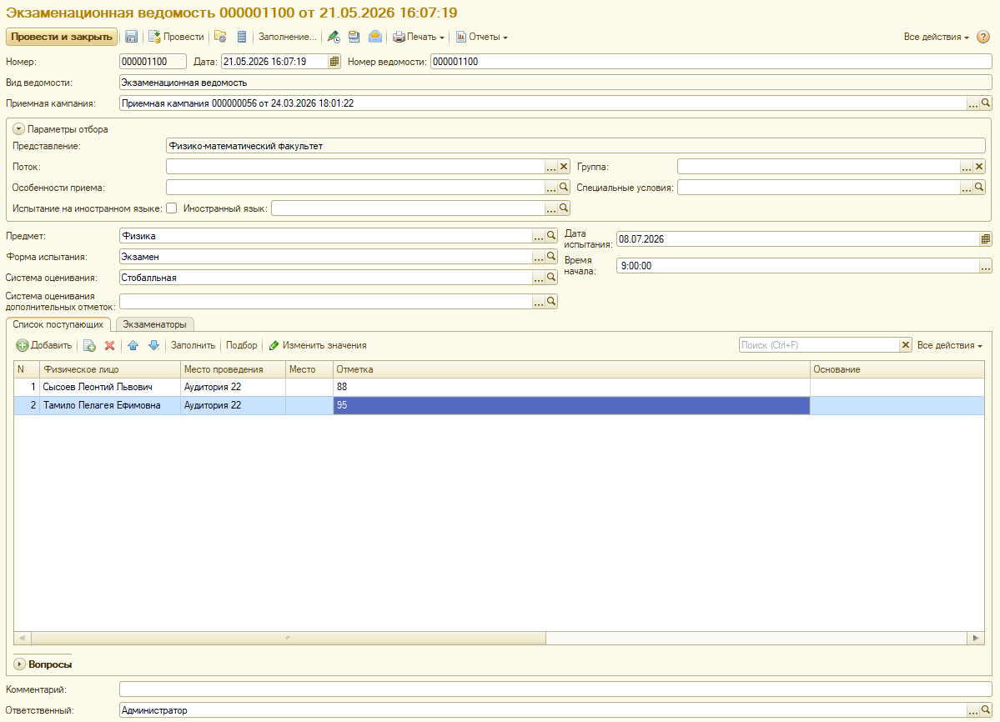 Экзаменационная ведомость 000001100 от 21.05.2026 16:07:19
Провести и закрыть Провести Заполнение... Печать Отчеты Все действия ?
Номер: 000001100 Дата: 21.05.2026 16:07:19 Номер ведомости: 000001100
Вид ведомости: Экзаменационная ведомость
Приемная кампания: Приемная кампания 000000056 от 24.03.2026 18:01:22 ...
Параметры отбора
Представление: Физико-математический факультет
Поток: ... Группа: ...
Особенности приема: ... Специальные условия: ...
Испытание на иностранном языке: Иностранный язык: ...
Предмет: Физика ... Дата испытания: 08.07.2026
Форма испытания: Экзамен ... Время начала: 9:00:00 ...
Система оценивания: Стобалльная ...
Система оценивания
дополнительных отметок: ...
Список поступающих Экзаменаторы
Добавить Заполнить Подбор Изменить значения Поиск (Ctrl+F) Все действия
N Физическое лицо Место проведения Место Отметка Основание
1 Сысоев Леонтий Львович Аудитория 22 88
2 Тамило Пелагея Ефимовна Аудитория 22 95
Вопросы
Комментарий:
Ответственный: Администратор ...